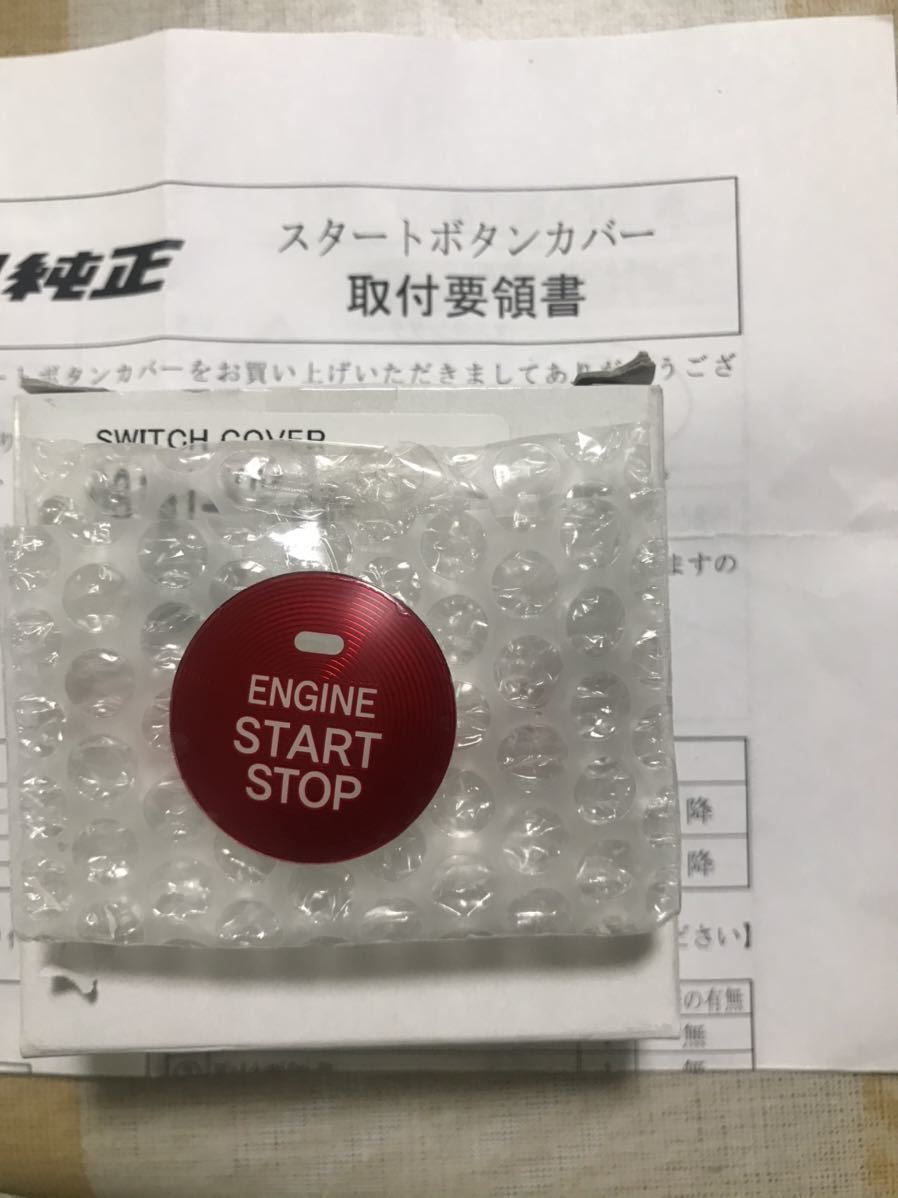 純正
スタートボタンカバー
取付要領書
ートボタンカバーをお買い上げいただきましてありがとうござ
SWITCH COVER
ますの
ENGINE
START
STOP
降
降
ださい】
の有無
無
無